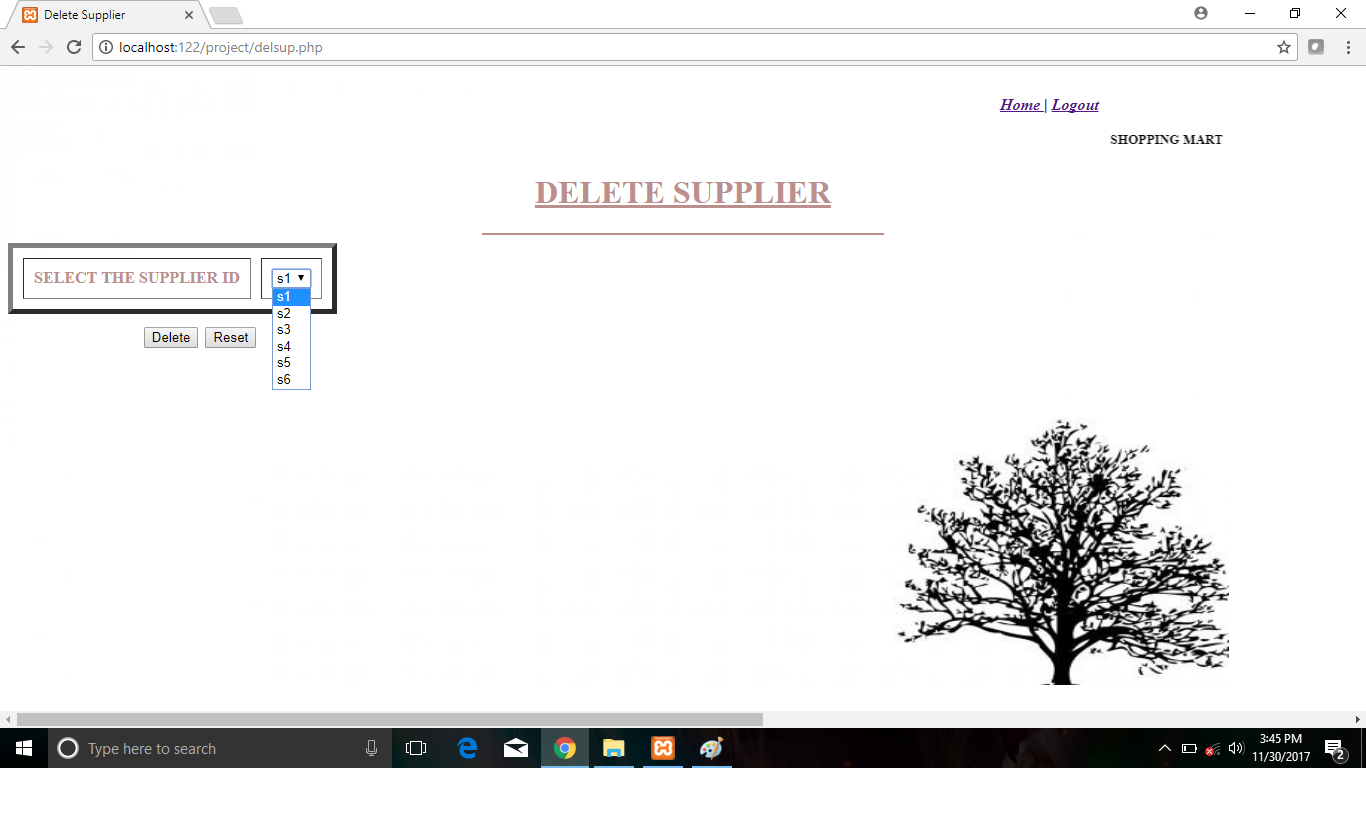 Delete Supplier
localhost:122/project/delsup.php
Home | Logout
SHOPPING MART
DELETE SUPPLIER
SELECT THE SUPPLIER ID s1
s1
s2
s3
s4
s5
s6
Delete Reset
Type here to search
3:45 PM
11/30/2017
2